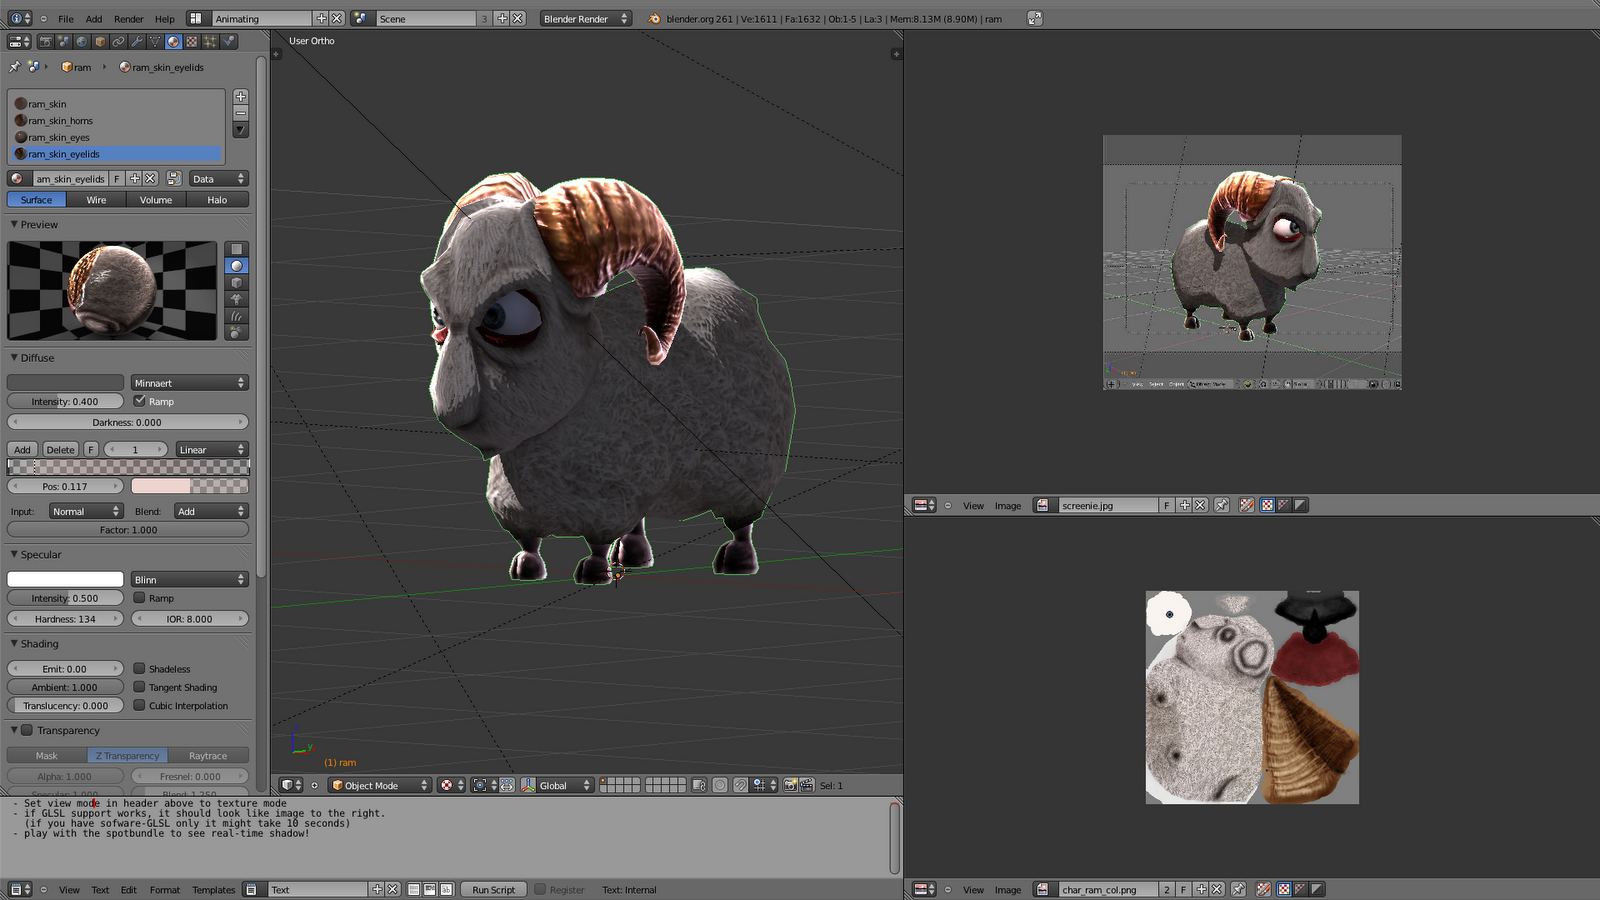 File Add Render Help Animating Scene 3 Blender Render blender.org 261 | Ve:1611 | Fa:1632 | Ob:1-5 | La:3 | Mem:8.13M (8.90M) | ram
User Ortho
ram ram_skin_eyelids
ram_skin
ram_skin_horns
ram_skin_eyes
ram_skin_eyelids
am_skin_eyelids F Data
Surface Wire Volume Halo
Preview
Diffuse
Minnaert
Intensity: 0.400 Ramp
Darkness: 0.000
Add Delete F 1 Linear
Pos: 0.117
Input: Normal Blend: Add
Factor: 1.000
Specular
Blinn
Intensity: 0.500 Ramp
Hardness: 134 IOR: 8.000
Shading
Emit: 0.00 Shadeless
Ambient: 1.000 Tangent Shading
Translucency: 0.000 Cubic Interpolation
Transparency
Mask Z Transparency Raytrace
Alpha: 1.000 Fresnel: 0.000
Specular: 1.000 Blend: 1.250
y
(1) ram
Object Mode Global Sel: 1
- Set view mode in header above to texture mode
- if GLSL support works, it should look like image to the right.
(if you have sofware-GLSL only it might take 10 seconds)
- play with the spotbundle to see real-time shadow!
View Text Edit Format Templates Text Run Script Register Text: Internal
View Select Object Object Mode
View Image screenie.jpg F
View Image char_ram_col.png 2 F